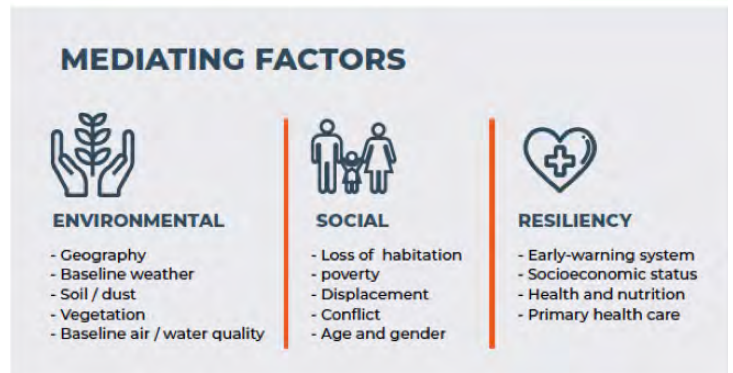 MEDIATING FACTORS
ENVIRONMENTAL
- Geography
- Baseline weather
- Soil / dust
- Vegetation
- Baseline air / water quality
SOCIAL
- Loss of habitation
- poverty
- Displacement
- Conflict
- Age and gender
RESILIENCY
- Early-warning system
- Socioeconomic status
- Health and nutrition
- Primary health care